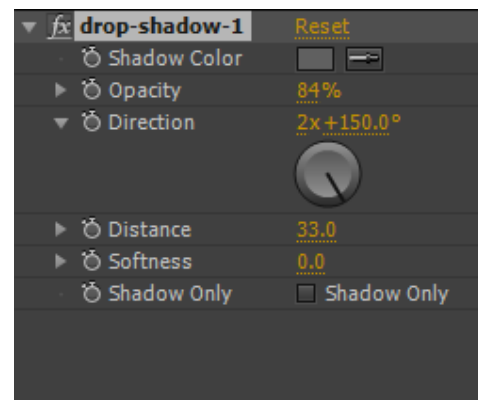 fx drop-shadow-1 Reset
Shadow Color
Opacity 84%
Direction 2x+150.0°
Distance 33.0
Softness 0.0
Shadow Only Shadow Only